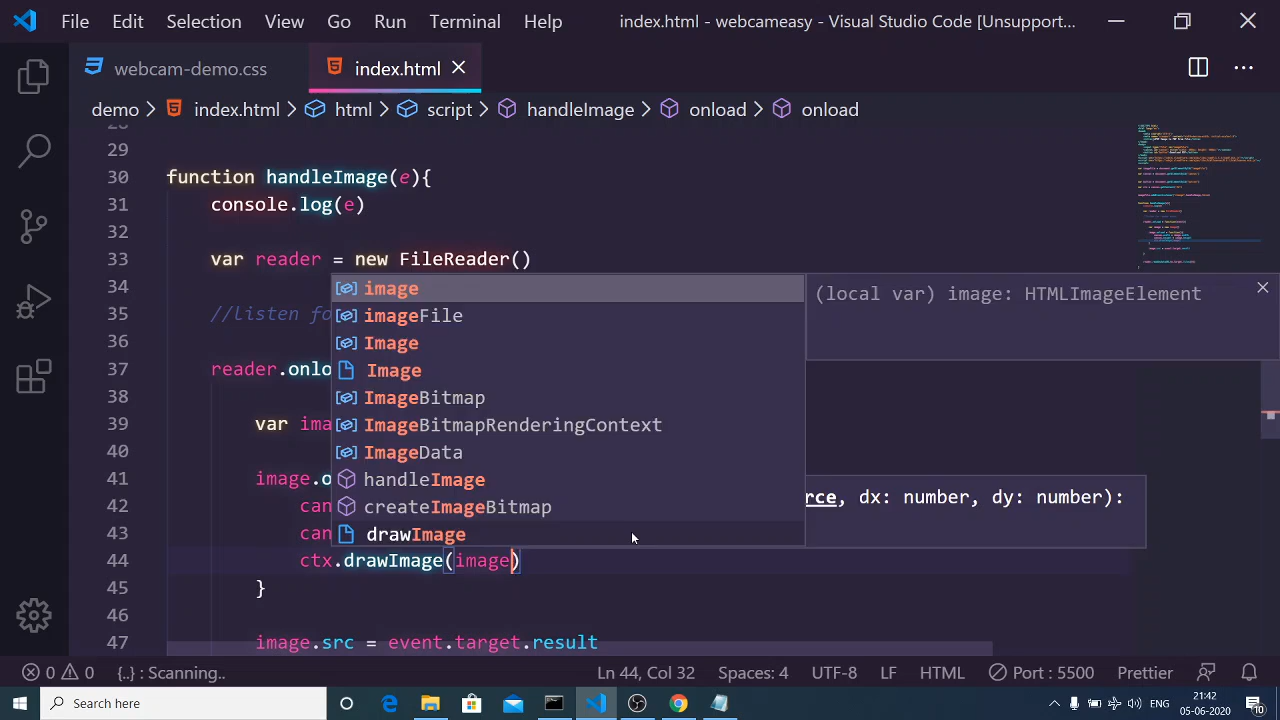 File Edit Selection View Go Run Terminal Help index.html - webcameasy - Visual Studio Code [Unsupport...
webcam-demo.css index.html
demo > index.html > html > script > handleImage > onload > onload
29
30 function handleImage(e){
31 console.log(e)
32
33 var reader = new FileReader()
34 image (local var) image: HTMLImageElement
35 //listen fo imageFile
36 Image
37 reader.onlo Image
38 ImageBitmap
39 var ima ImageBitmapRenderingContext
40 ImageData
41 image.o handleImage
42 can createImageBitmap rce, dx: number, dy: number):
43 can drawImage
44 ctx.drawImage(image)
45 }
46
47 image.src = event.target.result
0 0 {..} : Scanning.. Ln 44, Col 32 Spaces: 4 UTF-8 LF HTML Port : 5500 Prettier
Type here to search ENG 21:42
05-06-2020